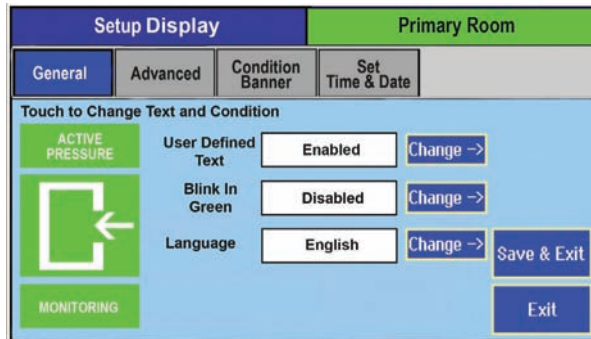 Setup Display
Primary Room
General
Advanced
Condition
Banner
Set
Time & Date
Touch to Change Text and Condition
ACTIVE
PRESSURE
User Defined
Text
Enabled
Change ->
Blink In
Green
Disabled
Change ->
Language
English
Change ->
Save & Exit
MONITORING
Exit